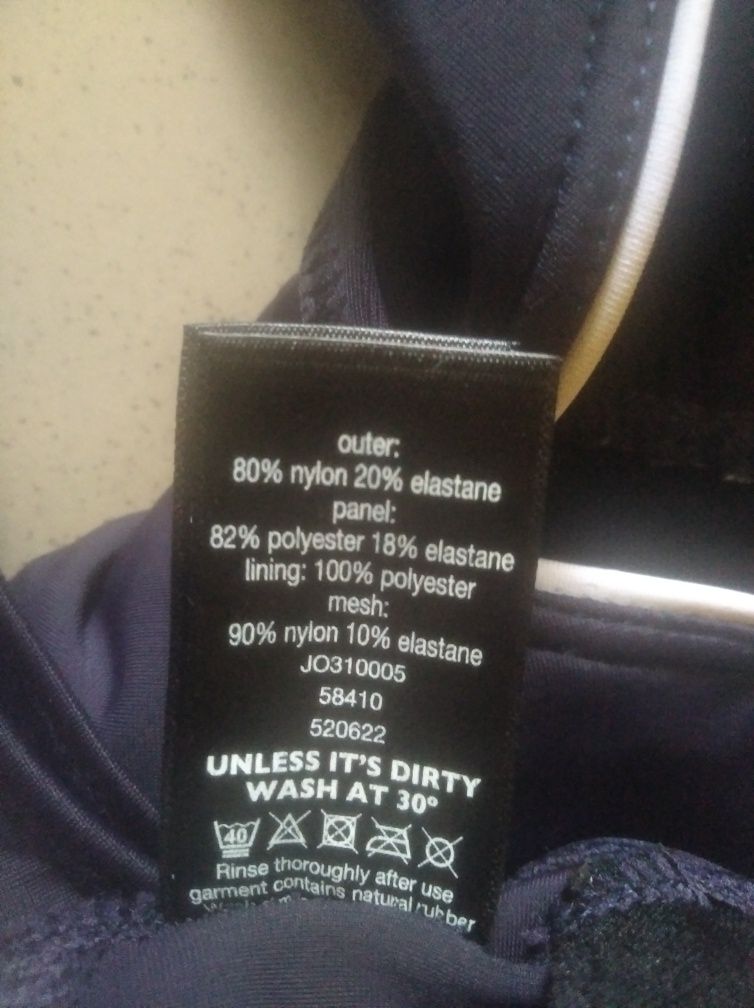 outer:
80% nylon 20% elastane
panel:
82% polyester 18% elastane
lining: 100% polyester
mesh:
90% nylon 10% elastane
JO310005
58410
520622
UNLESS IT'S DIRTY
WASH AT 30º
40
Rinse thoroughly after use
garment contains natural rubber